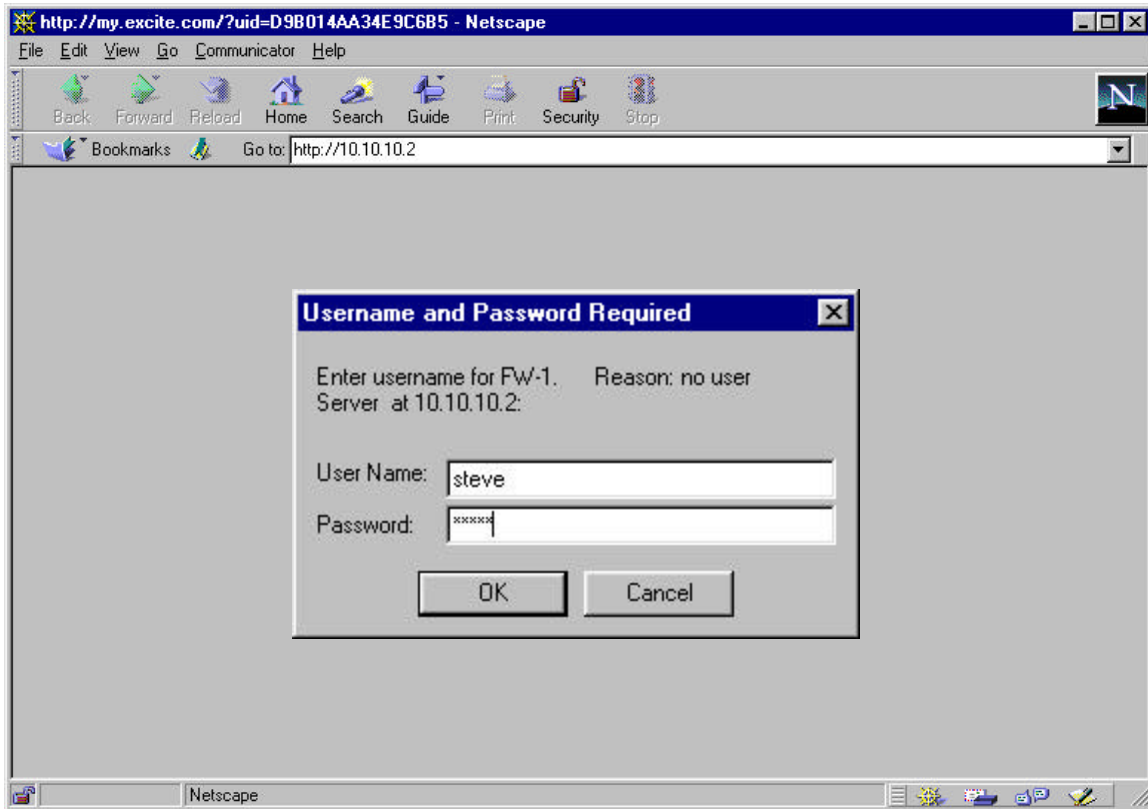 http://my.excite.com/?uid=D9B014AA34E9C6B5 - Netscape
File Edit View Go Communicator Help
Back Forward Reload Home Search Guide Print Security Stop
N
Bookmarks Go to: http://10.10.10.2
Username and Password Required
Enter username for FW-1. Reason: no user
Server at 10.10.10.2:
User Name: steve
Password: *****
OK Cancel
Netscape